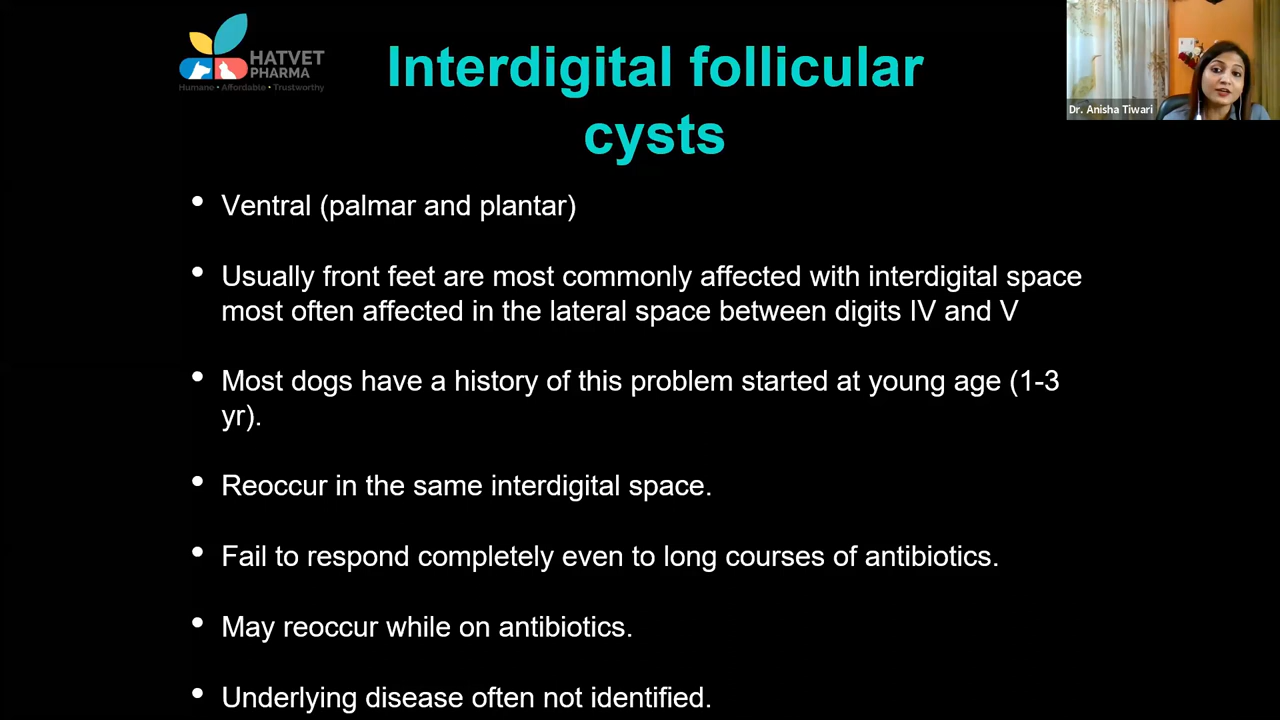 HATVET
PHARMA
Humane • Affordable • Trustworthy
Interdigital follicular
cysts
Dr. Anisha Tiwari
• Ventral (palmar and plantar)
• Usually front feet are most commonly affected with interdigital space
most often affected in the lateral space between digits IV and V
• Most dogs have a history of this problem started at young age (1-3
yr).
• Reoccur in the same interdigital space.
• Fail to respond completely even to long courses of antibiotics.
• May reoccur while on antibiotics.
• Underlying disease often not identified.